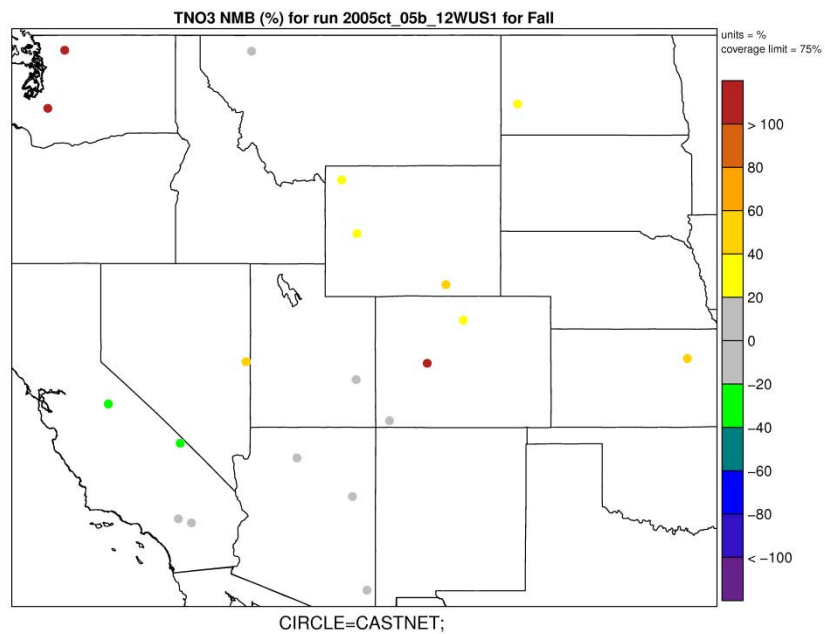 TNO3 NMB (%) for run 2005ct_05b_12WUS1 for Fall
units = %
coverage limit = 75%
> 100
80
60
40
20
0
−20
−40
−60
−80
< −100
CIRCLE=CASTNET;